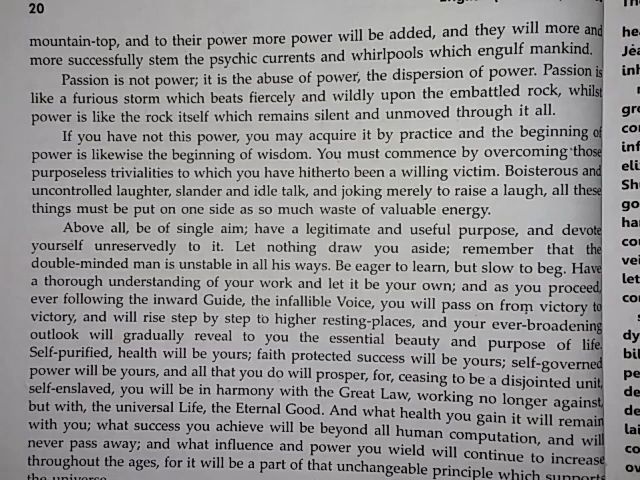 20
mountain-top, and to their power more power will be added, and they will more and
more successfully stem the psychic currents and whirlpools which engulf mankind.
Passion is not power; it is the abuse of power, the dispersion of power. Passion is
like a furious storm which beats fiercely and wildly upon the embattled rock, whilst
power is like the rock itself which remains silent and unmoved through it all.
If you have not this power, you may acquire it by practice and the beginning of
power is likewise the beginning of wisdom. You must commence by overcoming those
purposeless trivialities to which you have hitherto been a willing victim. Boisterous and
uncontrolled laughter, slander and idle talk, and joking merely to raise a laugh, all these
things must be put on one side as so much waste of valuable energy.
Above all, be of single aim; have a legitimate and useful purpose, and devote
yourself unreservedly to it. Let nothing draw you aside; remember that the
double-minded man is unstable in all his ways. Be eager to learn, but slow to beg. Have
a thorough understanding of your work and let it be your own; and as you proceed,
ever following the inward Guide, the infallible Voice, you will pass on from victory to
victory, and will rise step by step to higher resting-places, and your ever-broadening
outlook will gradually reveal to you the essential beauty and purpose of life.
Self-purified, health will be yours; faith protected success will be yours; self-governed
power will be yours, and all that you do will prosper, for, ceasing to be a disjointed unit,
self-enslaved, you will be in harmony with the Great Law, working no longer against,
but with, the universal Life, the Eternal Good. And what health you gain it will remain
with you; what success you achieve will be beyond all human computation, and will
never pass away; and what influence and power you wield will continue to increase
throughout the ages, for it will be a part of that unchangeable principle which supports
the universe.